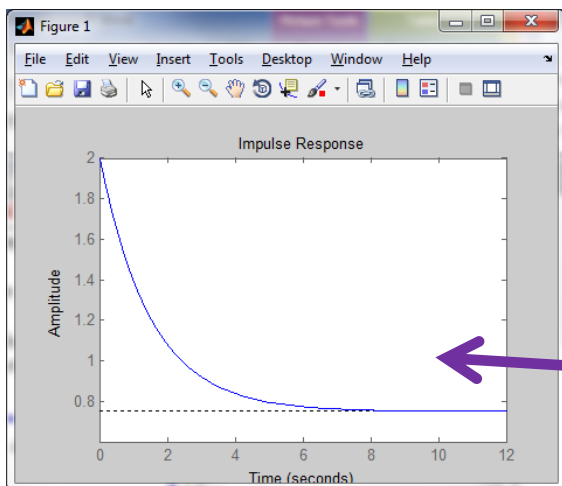 Figure 1
File Edit View Insert Tools Desktop Window Help
Impulse Response
2
1.8
1.6
1.4
1.2
1
0.8
Amplitude
0 2 4 6 8 10 12
Time (seconds)